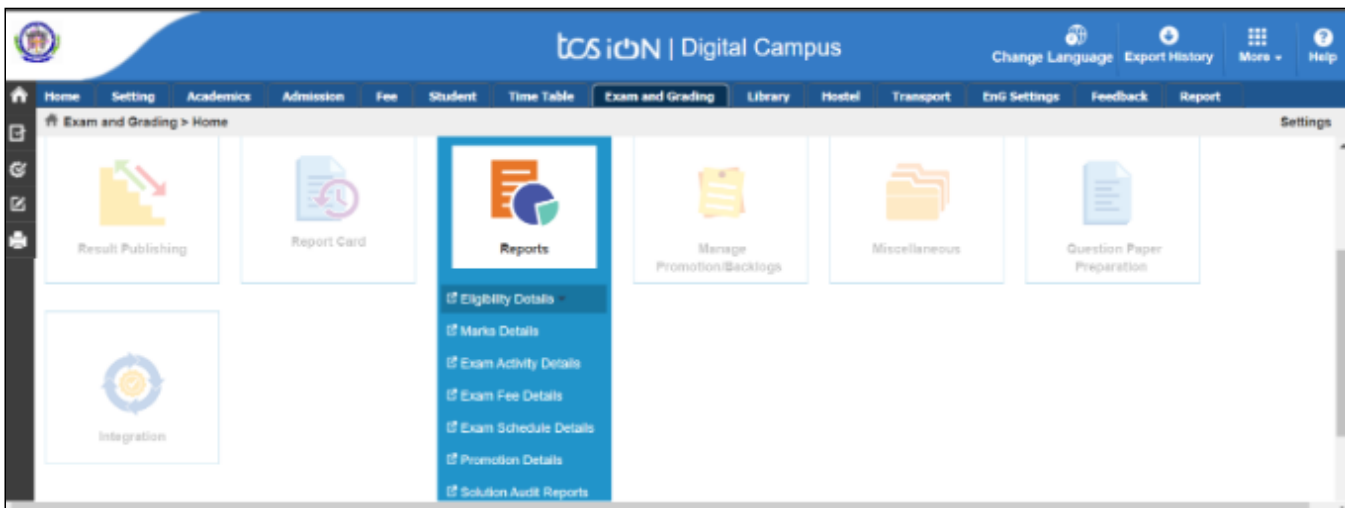 tcs iON | Digital Campus
Change Language
Export History
More
Help
Home Setting Academics Admission Fee Student Time Table Exam and Grading Library Hostel Transport EnG Settings Feedback Report
Exam and Grading > Home
Settings
Result Publishing
Report Card
Reports
Manage
Promotion/Backlogs
Miscellaneous
Question Paper
Preparation
Eligibility Details
Marks Details
Exam Activity Details
Exam Fee Details
Exam Schedule Details
Promotion Details
Solution Audit Reports
Integration